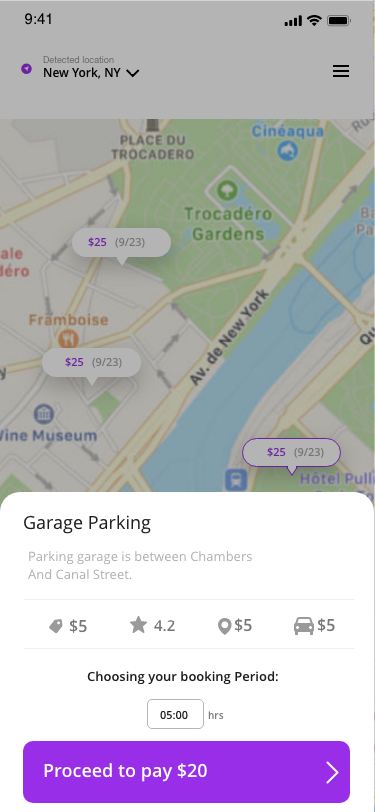 9:41
Detected location
New York, NY
Cinéaqua
PLACE DU
TROCADÉRO
Trocadéro
Gardens
$25 (9/23)
déro
Framboise
Av. de New York
$25 (9/23)
Wine Museum
$25 (9/23)
Hôtel Pull
Garage Parking
Parking garage is between Chambers
And Canal Street.
$5 4.2 $5 $5
Choosing your booking Period:
05:00 hrs
Proceed to pay $20